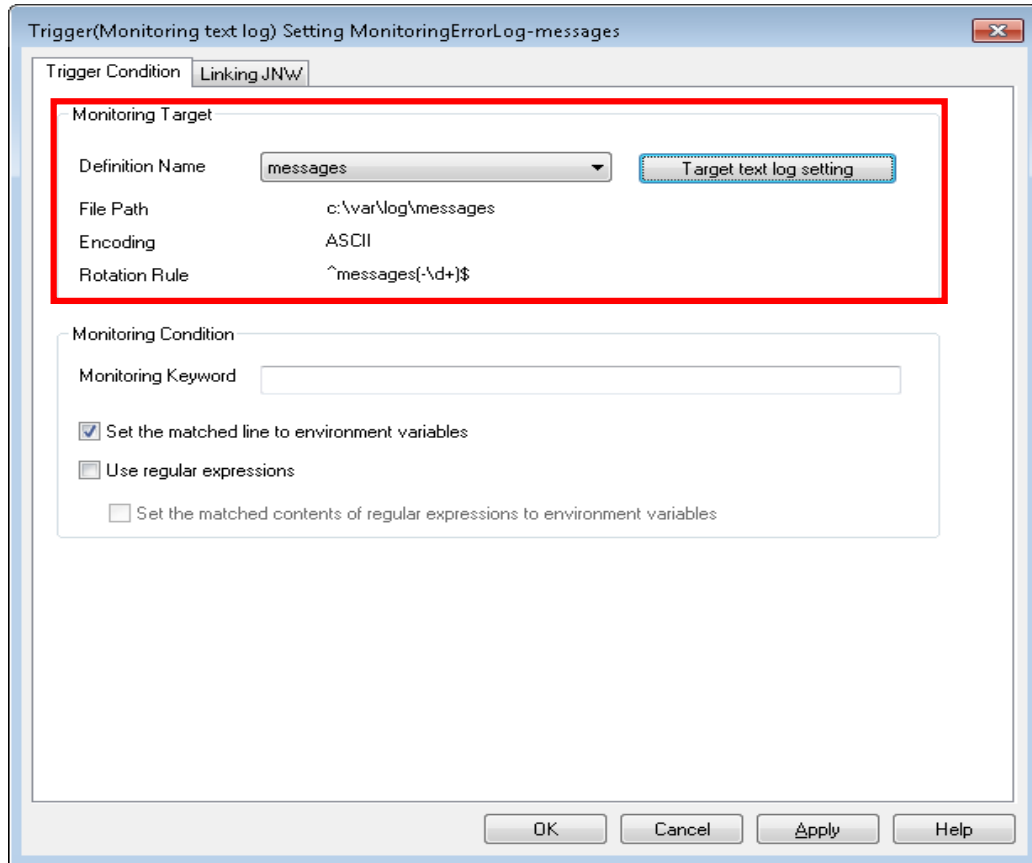 Trigger(Monitoring text log) Setting MonitoringErrorLog-messages
Trigger Condition Linking JNW
Monitoring Target
Definition Name messages Target text log setting
File Path c:\var\log\messages
Encoding ASCII
Rotation Rule ^messages(-\d+)$
Monitoring Condition
Monitoring Keyword
Set the matched line to environment variables
Use regular expressions
Set the matched contents of regular expressions to environment variables
OK Cancel Apply Help